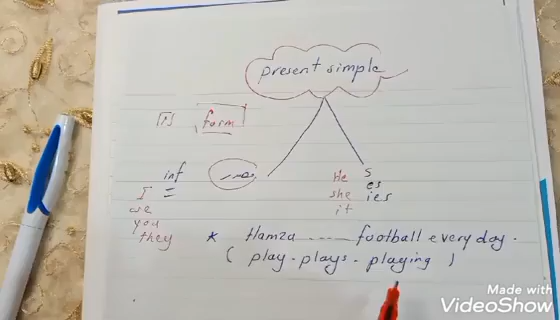 present simple
form
inf
I
we
you
they
He
she
it
s
es
ies
* Hamza ...... football every day.
( play - plays - playing )
Made with
VideoShow